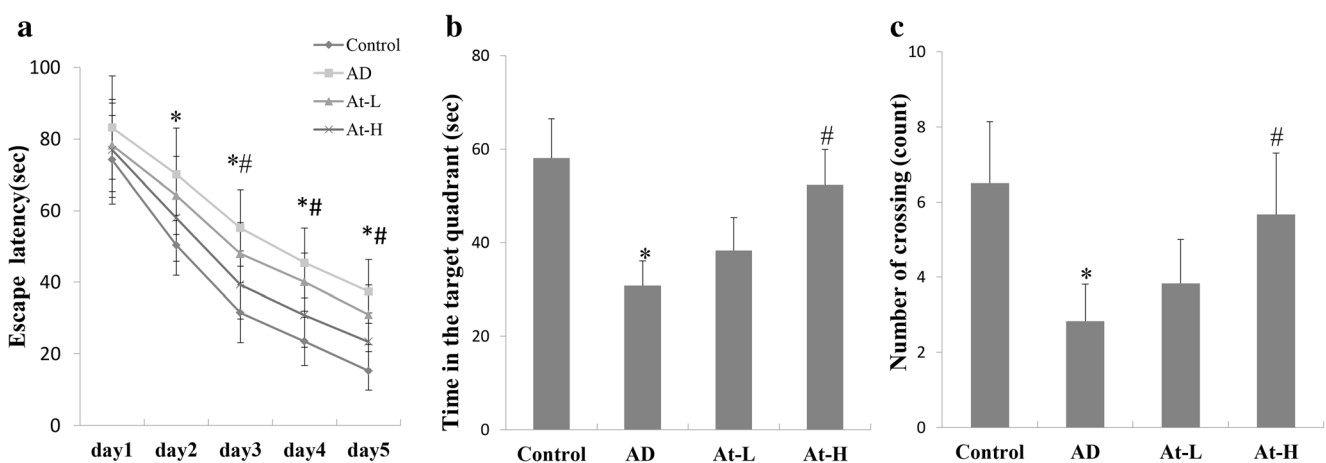 a
Control
AD
At-L
At-H
Escape latency(sec)
100
80
60
40
20
0
*
*#
*#
*#
day1 day2 day3 day4 day5
b
Time in the target quadrant (sec)
80
60
40
20
0
*
#
Control AD At-L At-H
c
Number of crossing (count)
10
8
6
4
2
0
*
#
Control AD At-L At-H